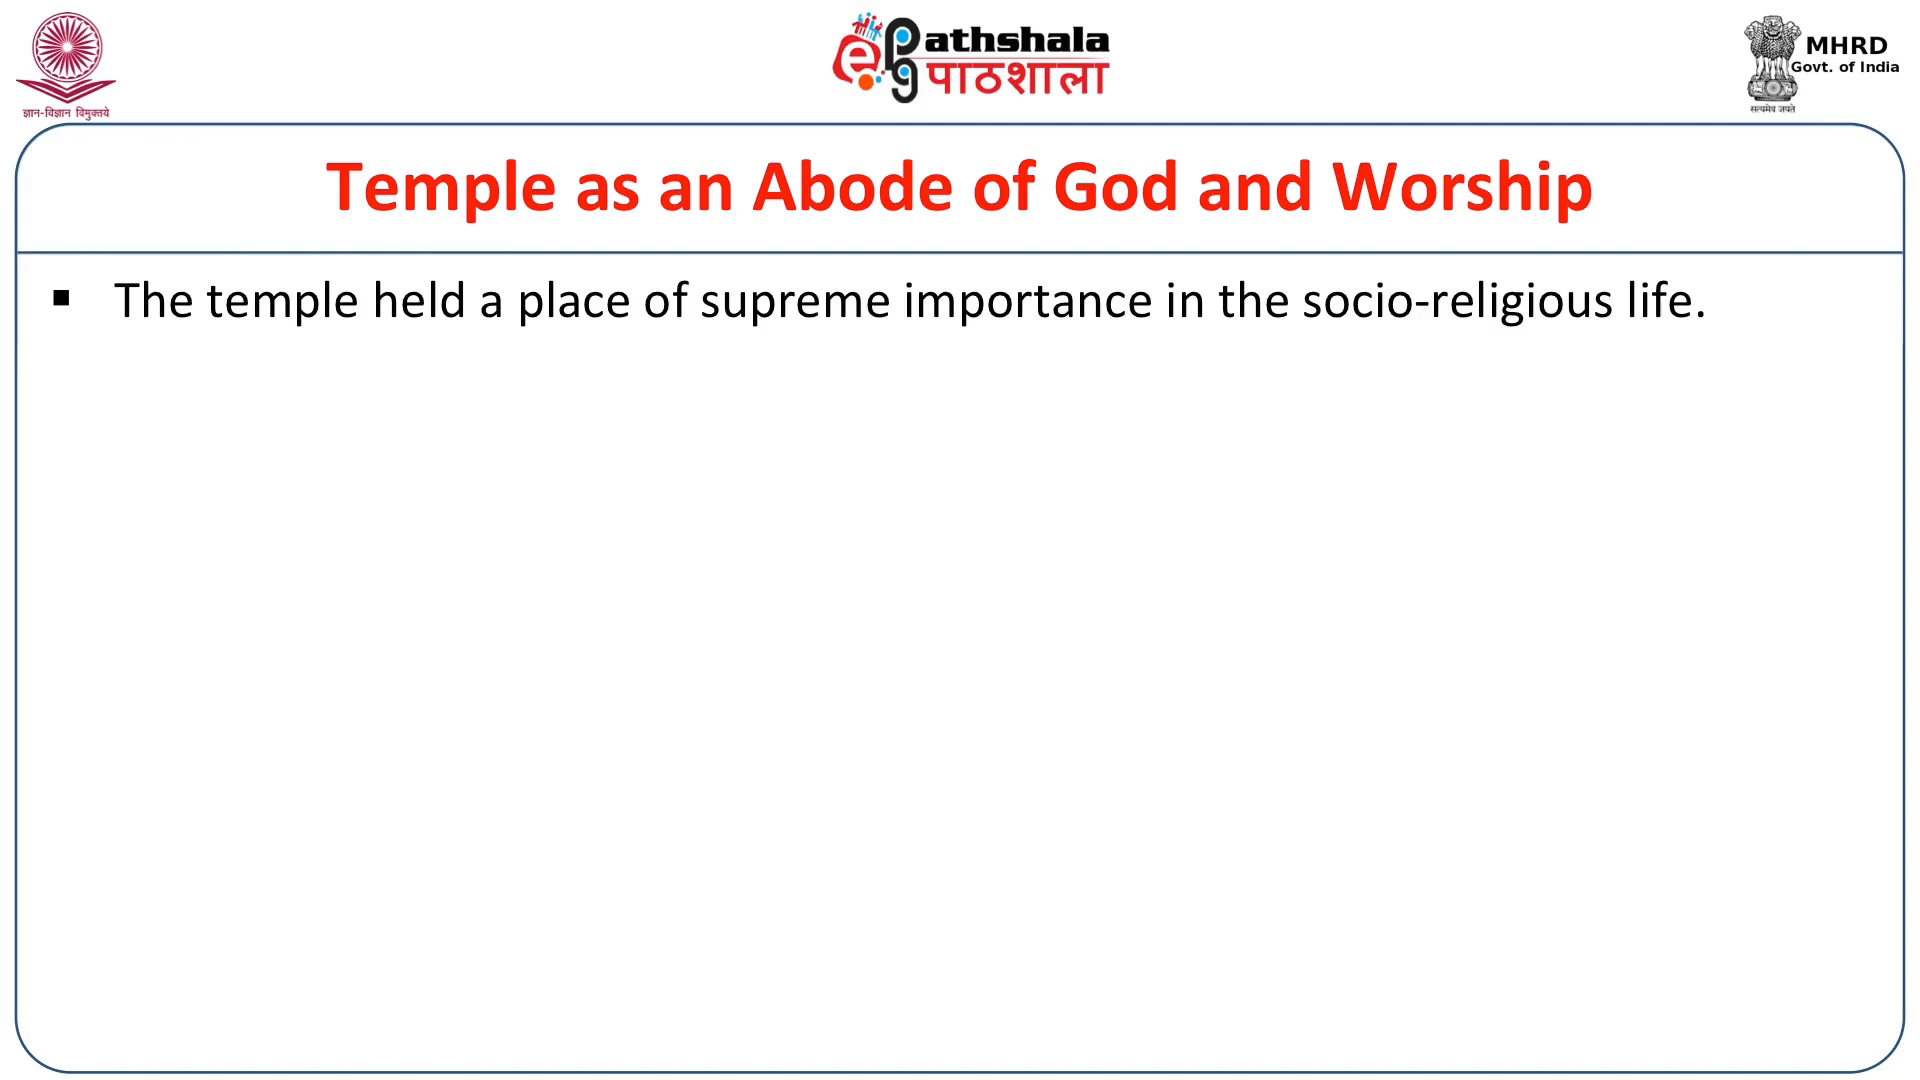 ज्ञान-विज्ञान विमुक्तये
ePathshala
पाठशाला
MHRD
Govt. of India
सत्यमेव जयते
Temple as an Abode of God and Worship
▪ The temple held a place of supreme importance in the socio-religious life.